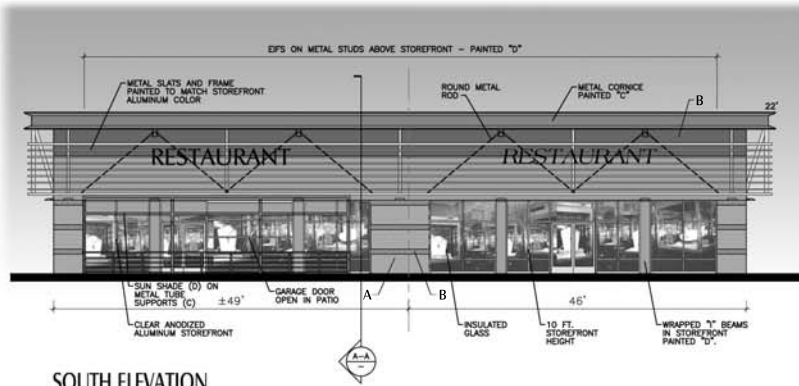 EIFS ON METAL STUDS ABOVE STOREFRONT - PAINTED "D"
METAL SLATS AND FRAME
PAINTED TO MATCH STOREFRONT
ALUMINUM COLOR
ROUND METAL
ROD
METAL CORNICE
PAINTED "C"
B
22'
RESTAURANT
RESTAURANT
SUN SHADE (D) ON
METAL TUBE
SUPPORTS (C)
±49'
GARAGE DOOR
OPEN IN PATIO
A
B
46'
CLEAR ANODIZED
ALUMINUM STOREFRONT
INSULATED
GLASS
10 FT.
STOREFRONT
HEIGHT
WRAPPED "I" BEAMS
IN STOREFRONT
PAINTED "D".
A-A
SOUTH ELEVATION